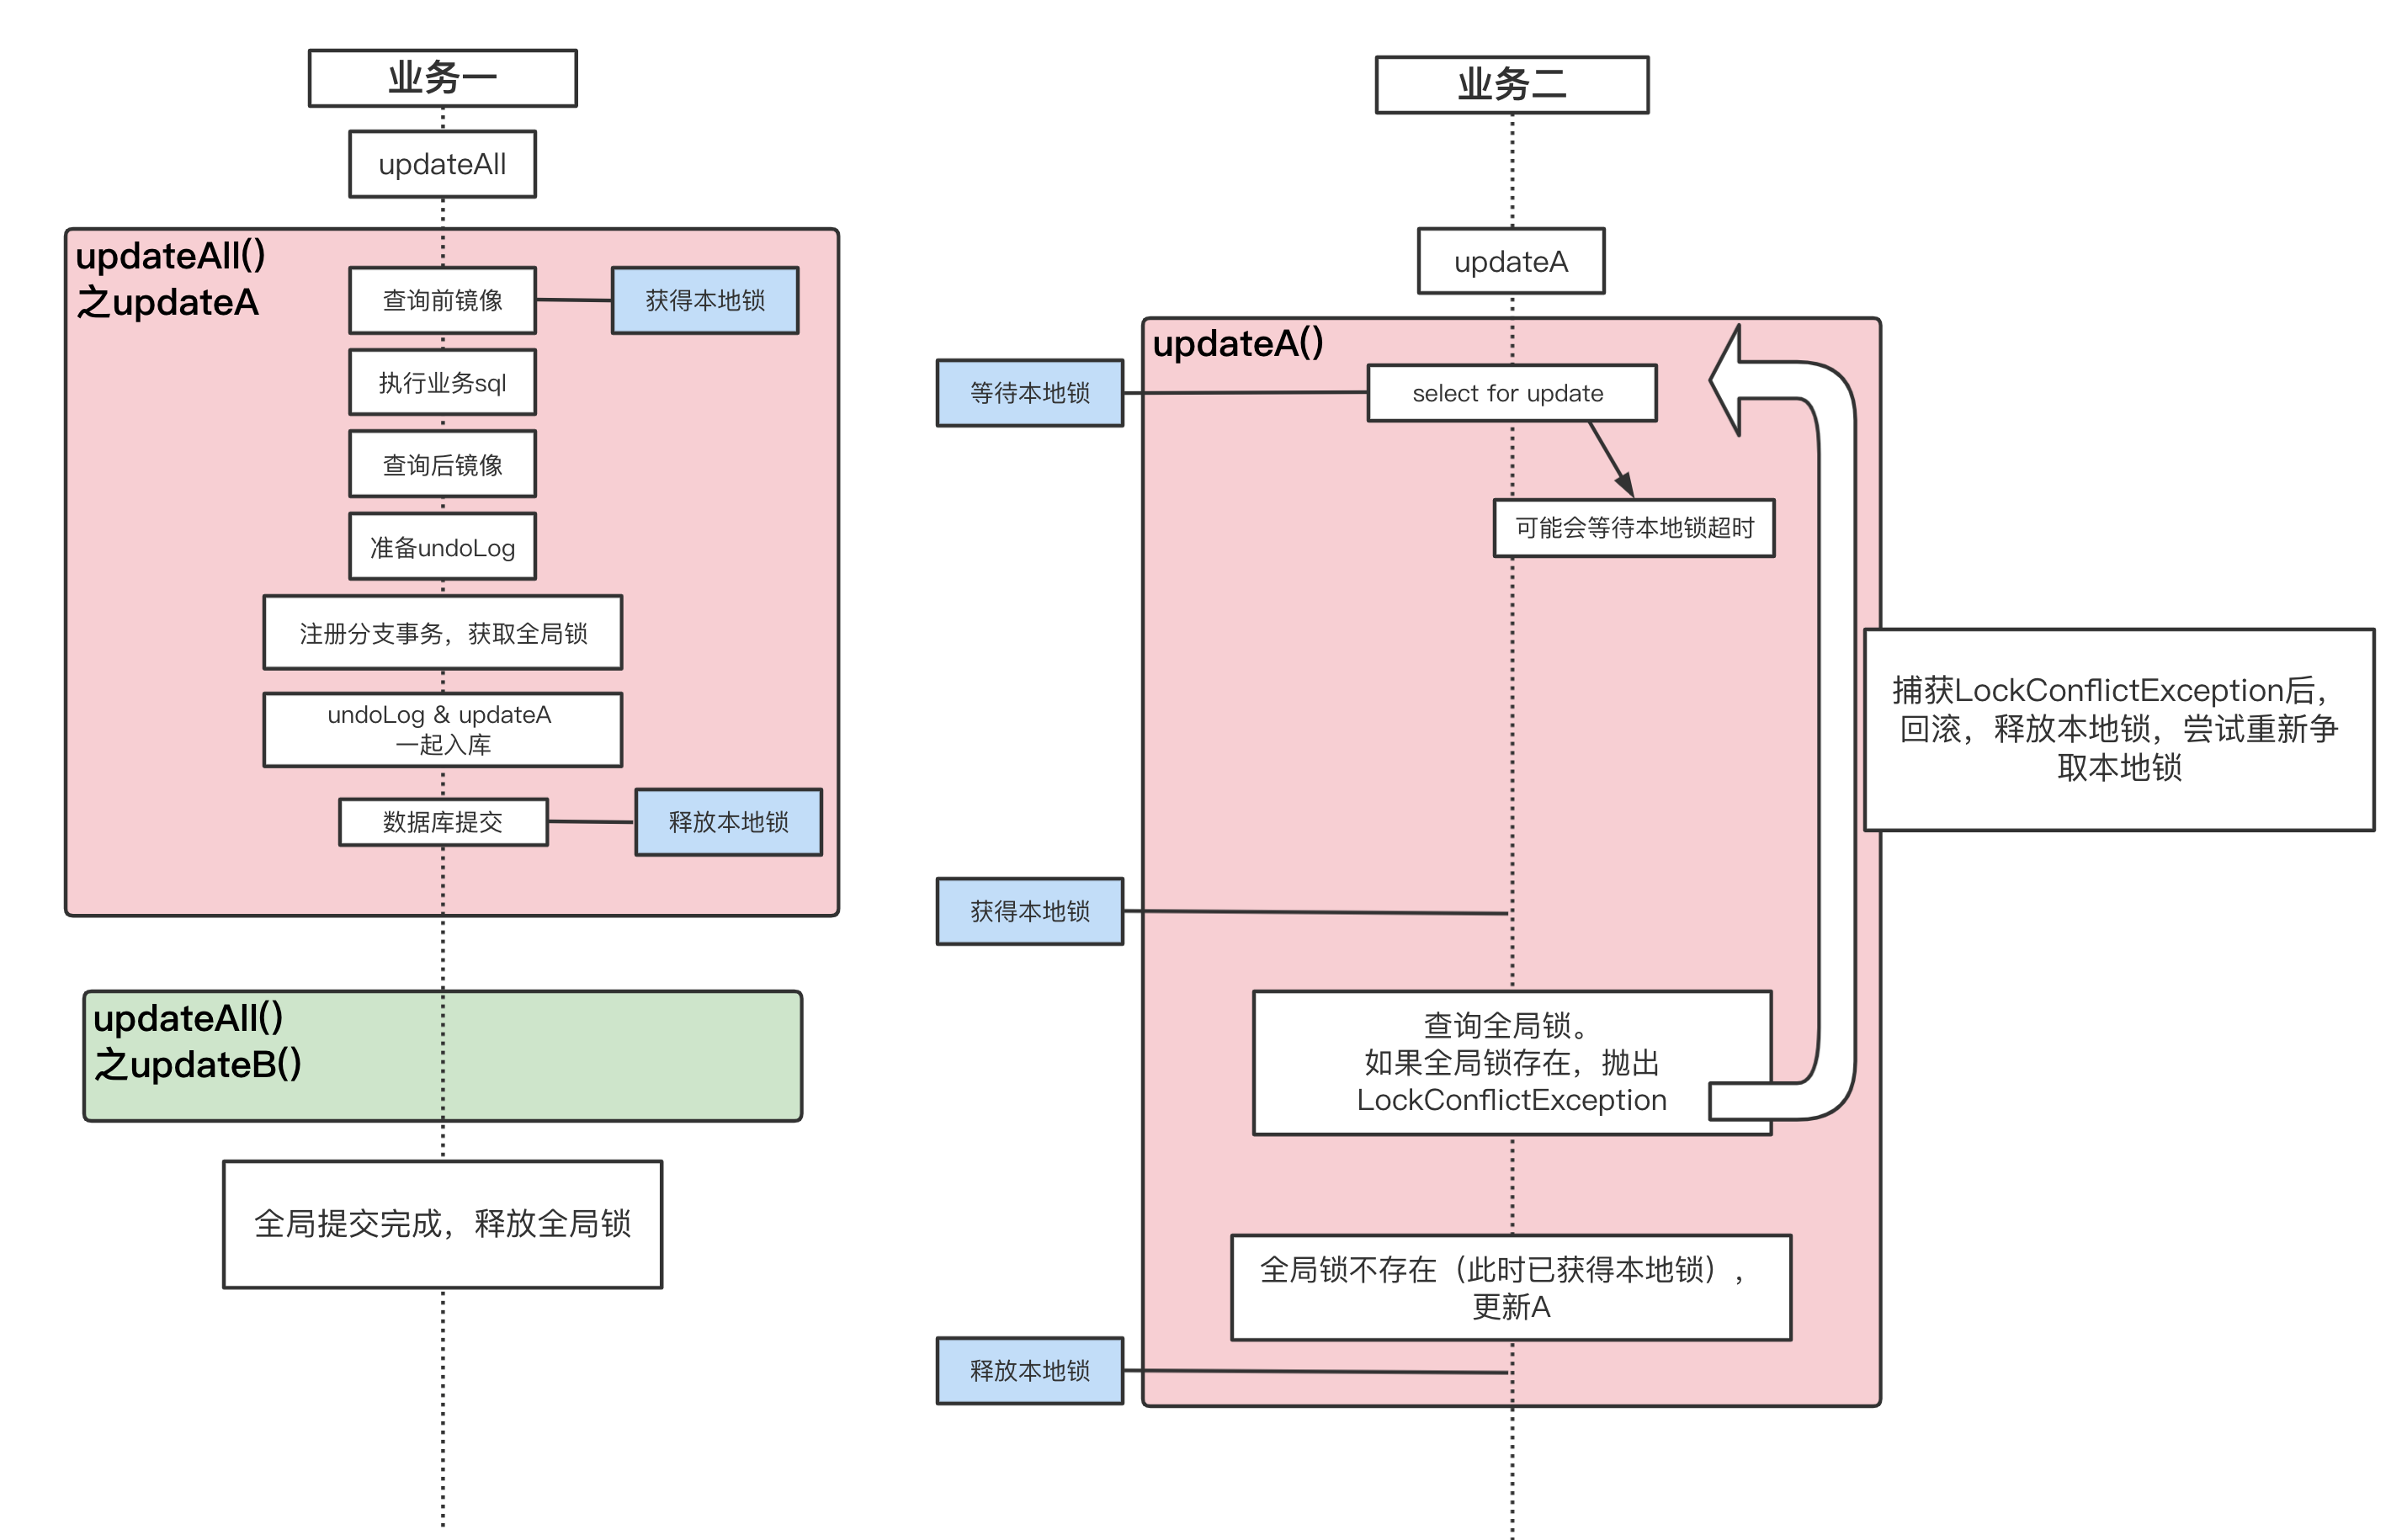 业务一
updateAll
updateAll()
之updateA
查询前镜像
获得本地锁
执行业务sql
查询后镜像
准备undoLog
注册分支事务，获取全局锁
undoLog & updateA
一起入库
数据库提交
释放本地锁
updateAll()
之updateB()
全局提交完成，释放全局锁
业务二
updateA
updateA()
等待本地锁
select for update
可能会等待本地锁超时
捕获LockConflictException后，
回滚，释放本地锁，尝试重新争
取本地锁
获得本地锁
查询全局锁。
如果全局锁存在，抛出
LockConflictException
全局锁不存在（此时已获得本地锁），
更新A
释放本地锁